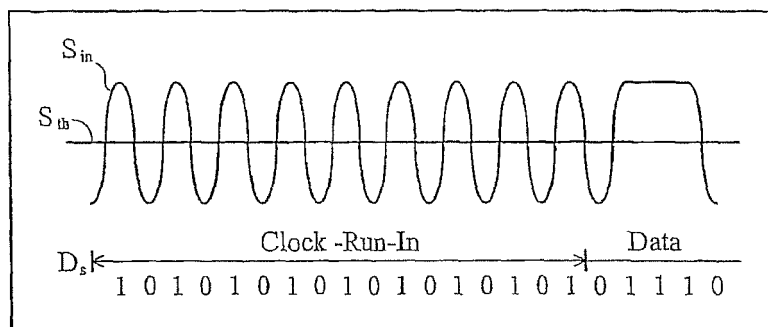 S_in
S_th
Clock -Run-In Data
D_s
1 0 1 0 1 0 1 0 1 0 1 0 1 0 1 0 1 0 1 1 1 0